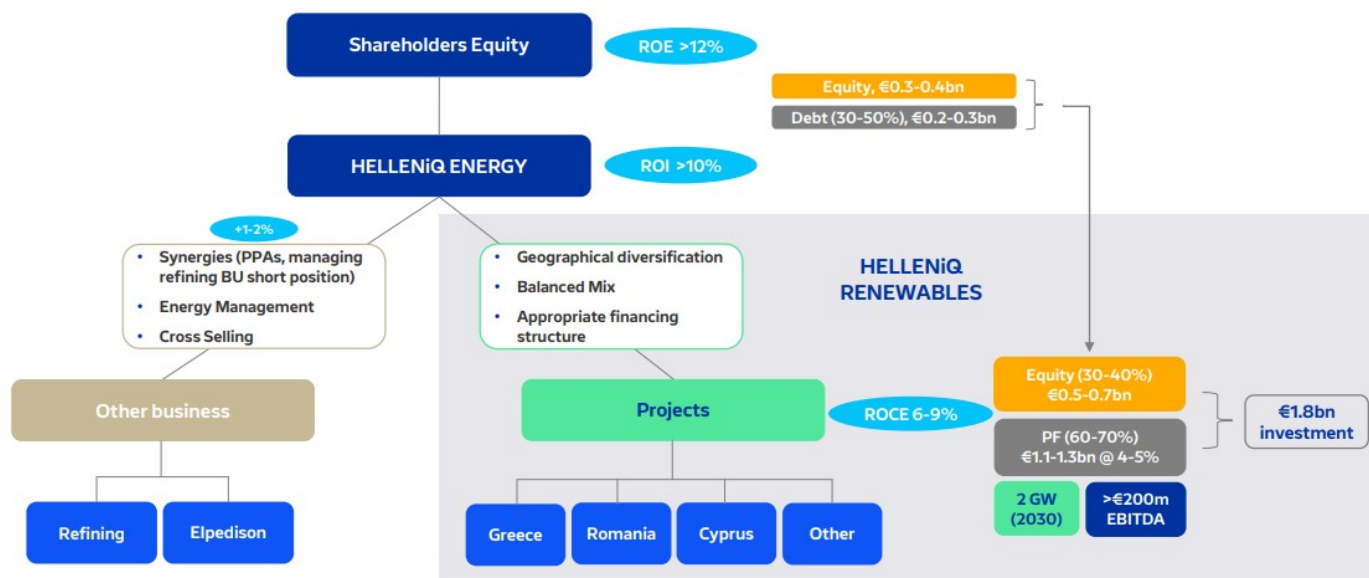 Shareholders Equity
ROE >12%
Equity, €0.3-0.4bn
Debt (30-50%), €0.2-0.3bn
HELLENiQ ENERGY
ROI >10%
+1-2%
• Synergies (PPAs, managing
refining BU short position)
• Energy Management
• Cross Selling
• Geographical diversification
• Balanced Mix
• Appropriate financing
structure
HELLENiQ
RENEWABLES
Other business
Projects
ROCE 6-9%
Equity (30-40%)
€0.5-0.7bn
PF (60-70%)
€1.1-1.3bn @ 4-5%
€1.8bn
investment
2 GW
(2030)
>€200m
EBITDA
Refining
Elpedison
Greece
Romania
Cyprus
Other